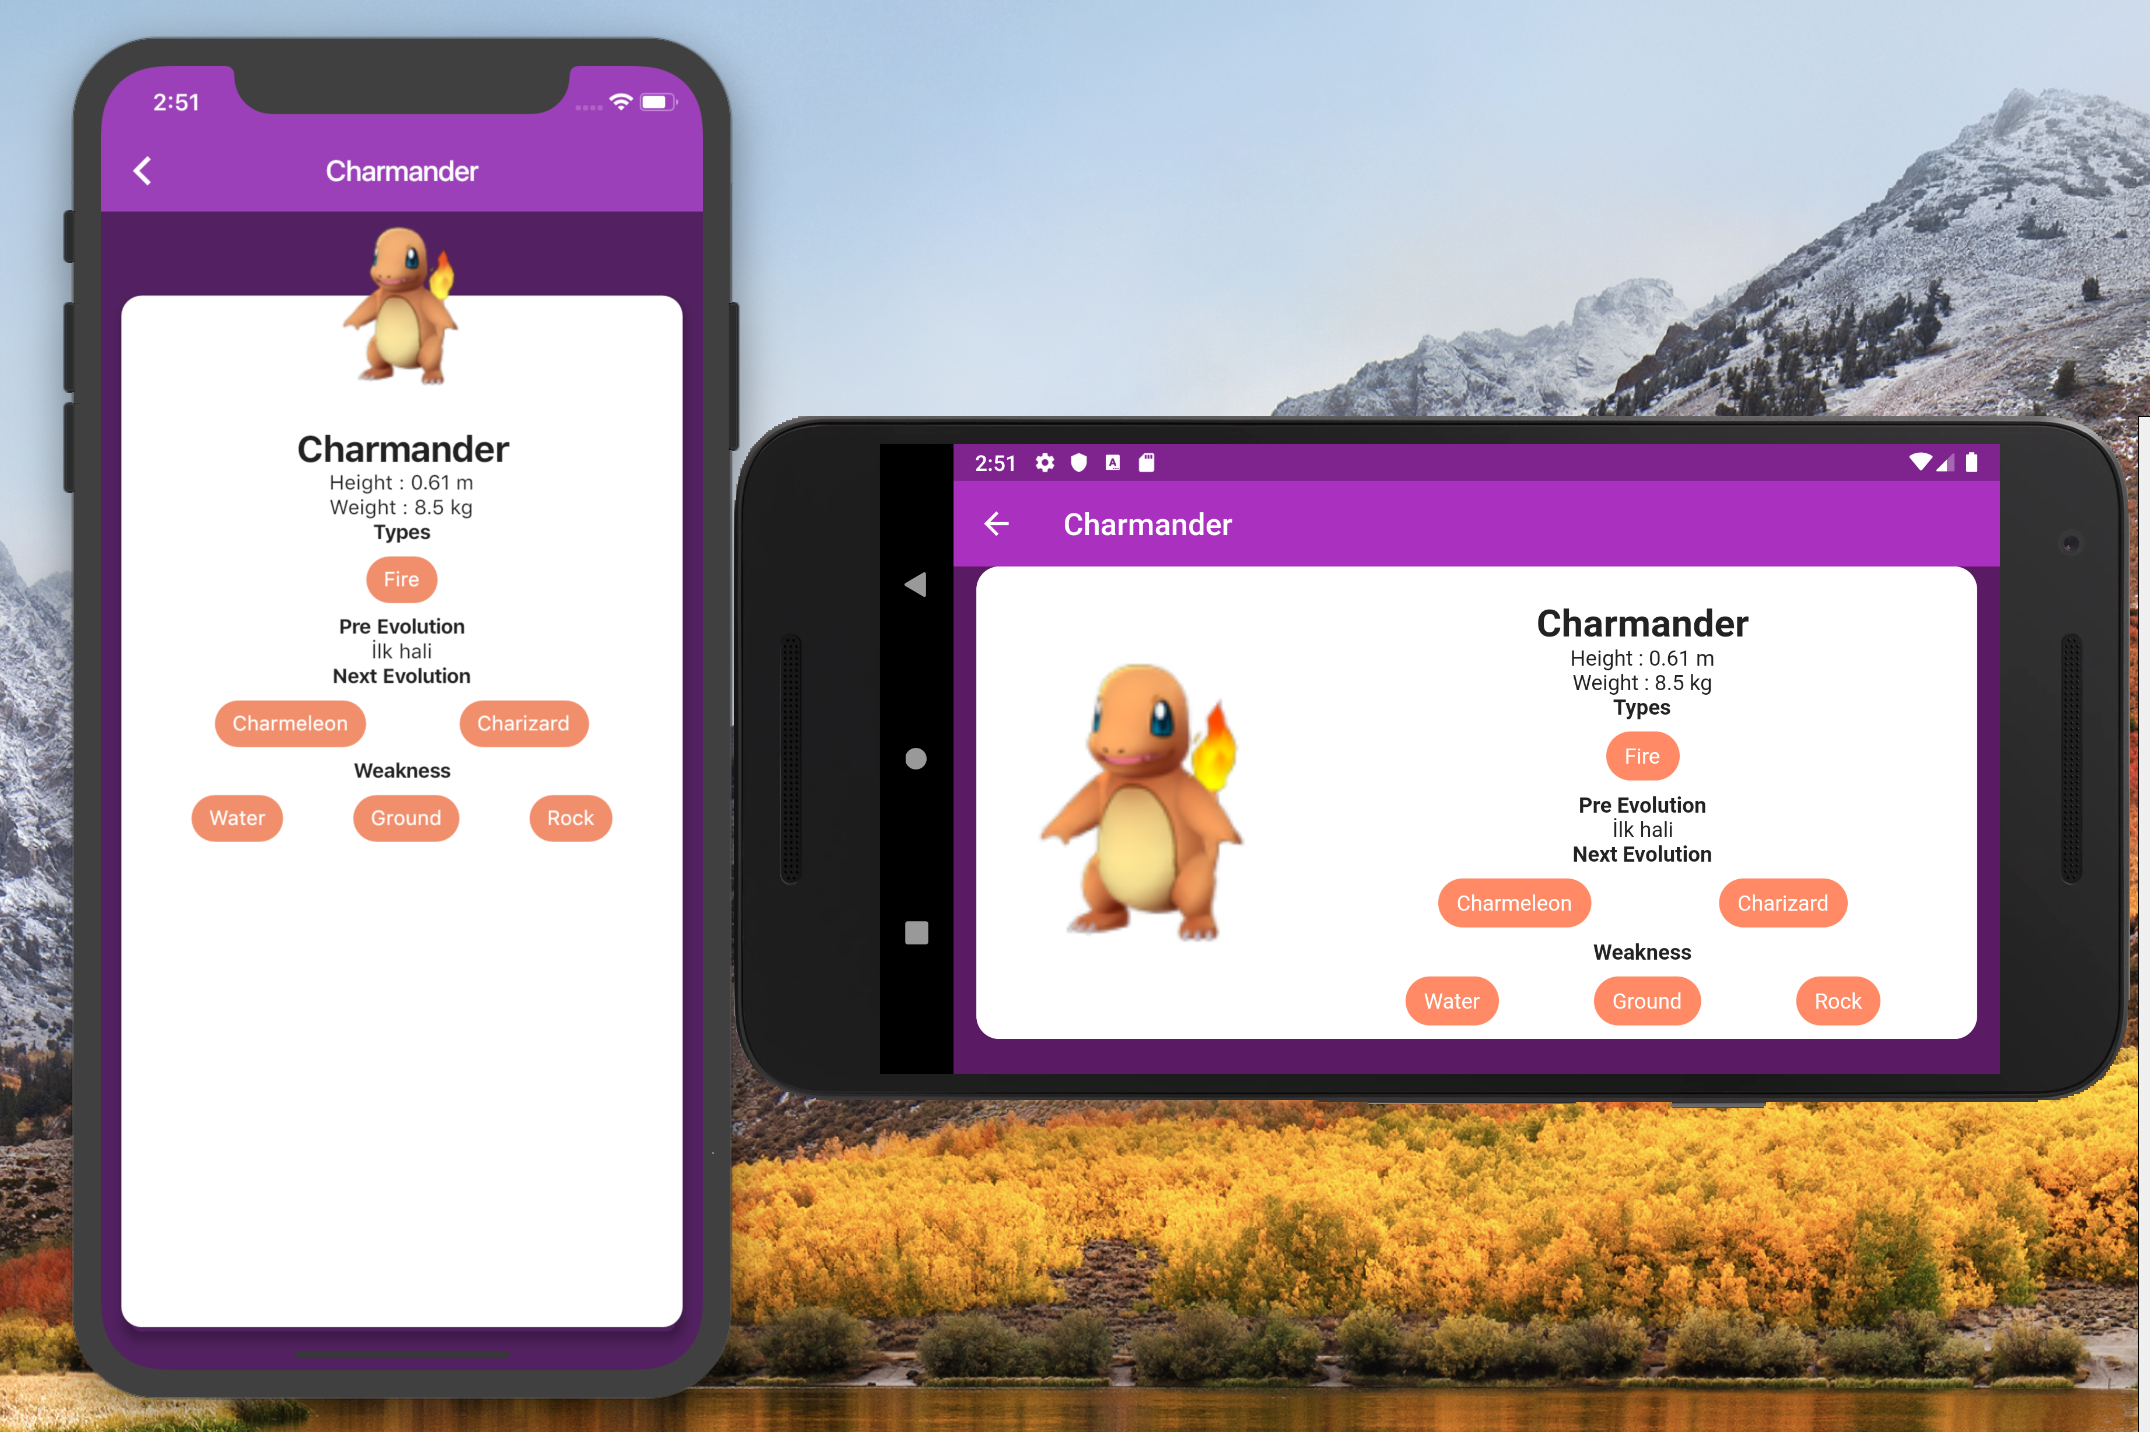 2:51
Charmander
Charmander
Height : 0.61 m
Weight : 8.5 kg
Types
Fire
Pre Evolution
İlk hali
Next Evolution
Charmeleon Charizard
Weakness
Water Ground Rock
2:51 A
Charmander
Charmander
Height : 0.61 m
Weight : 8.5 kg
Types
Fire
Pre Evolution
İlk hali
Next Evolution
Charmeleon Charizard
Weakness
Water Ground Rock